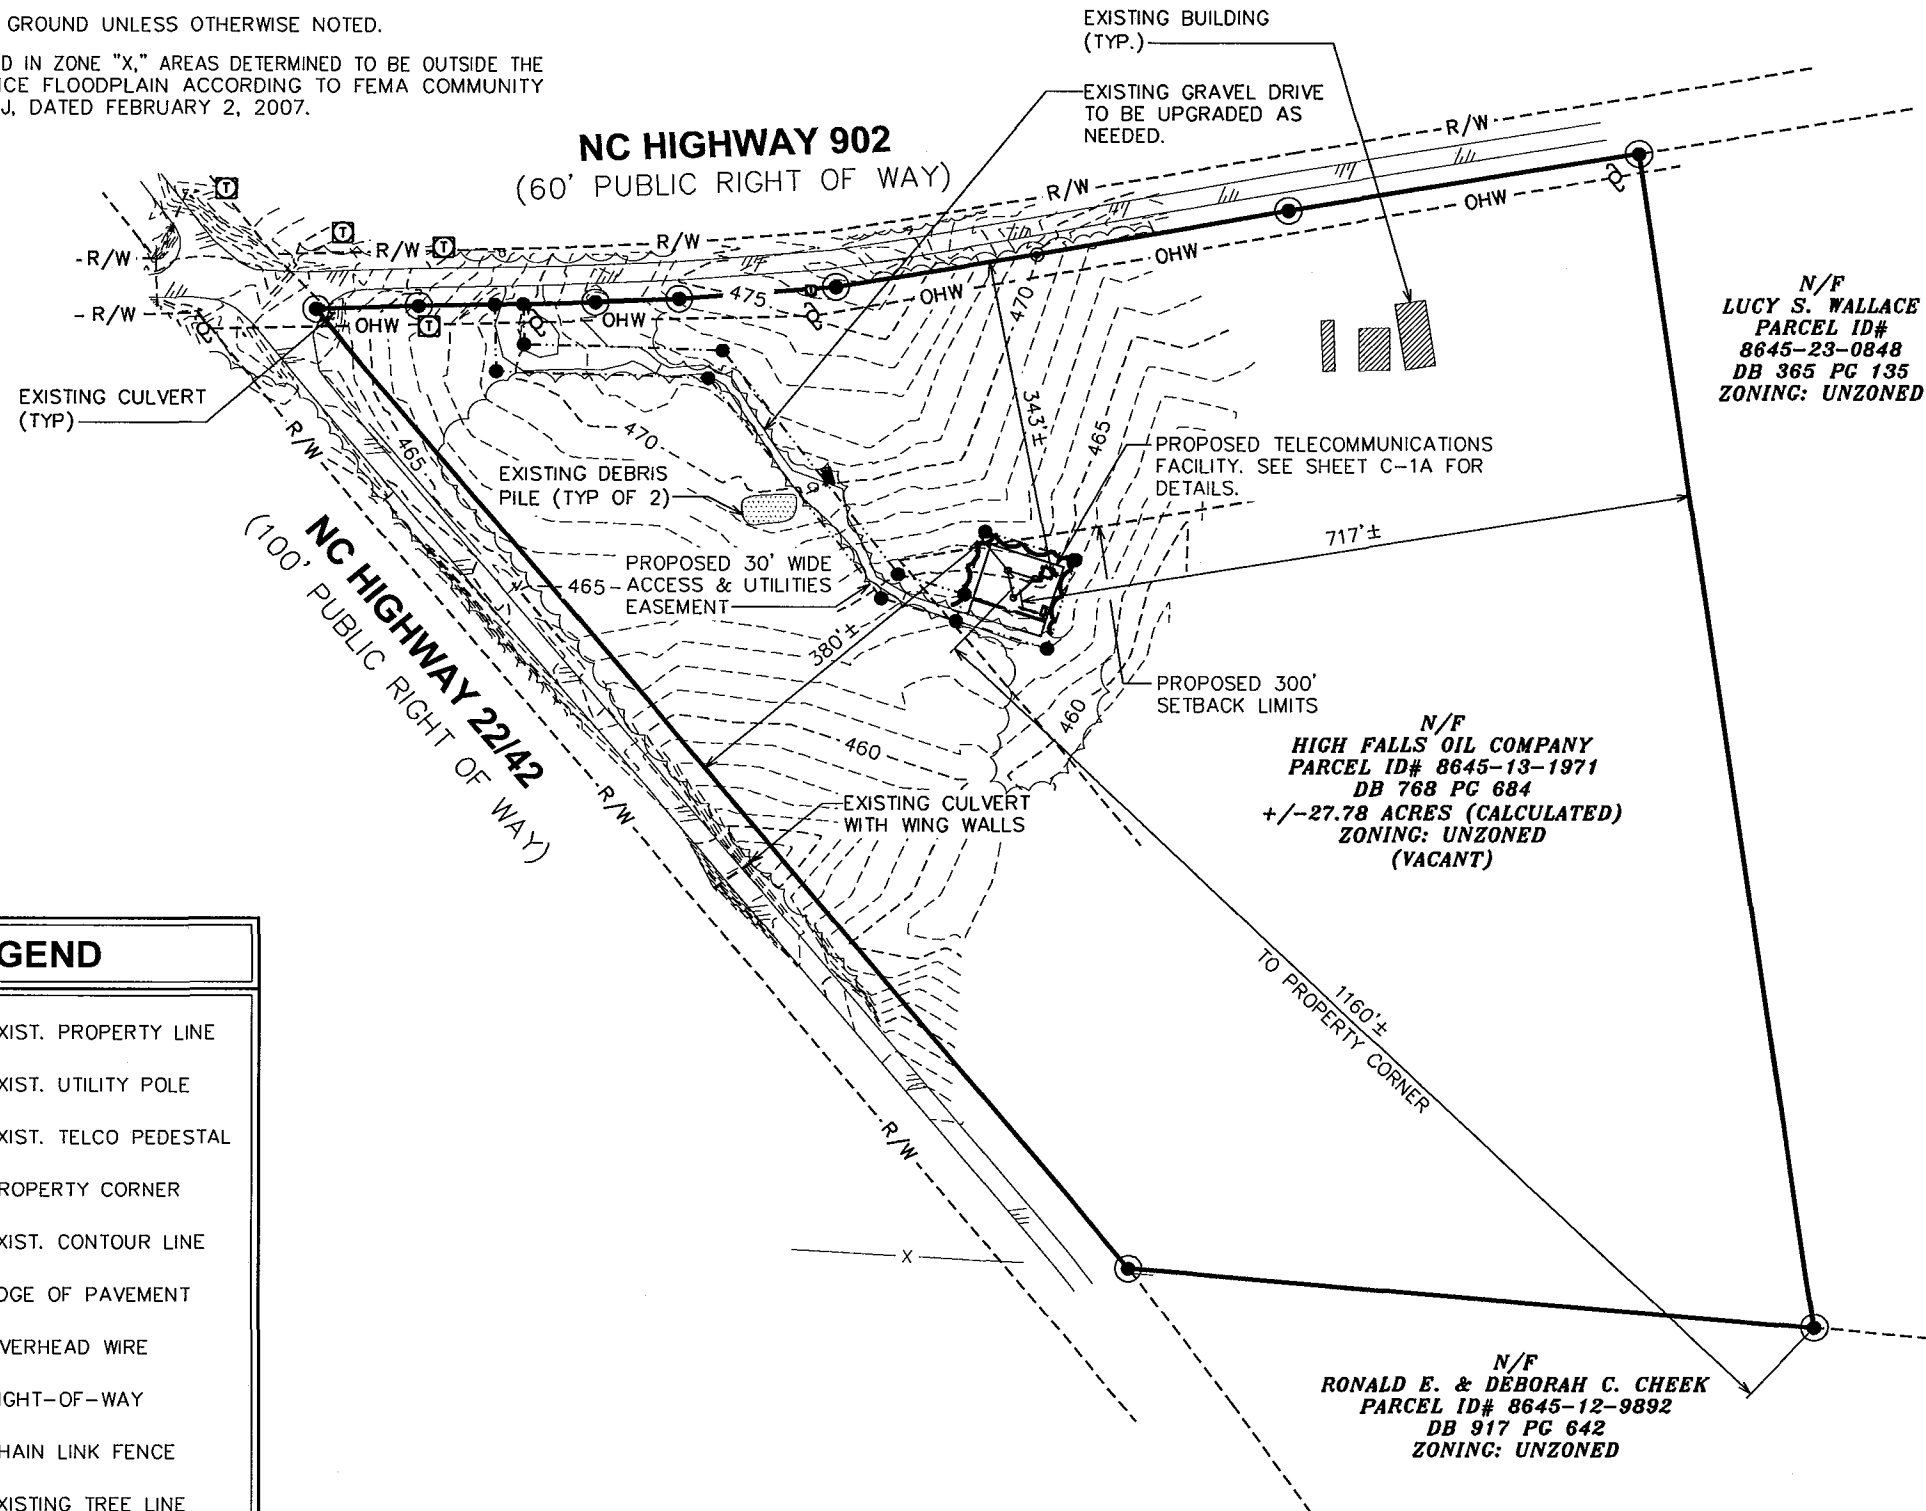 GROUND UNLESS OTHERWISE NOTED.
D IN ZONE "X," AREAS DETERMINED TO BE OUTSIDE THE
ICE FLOODPLAIN ACCORDING TO FEMA COMMUNITY
J, DATED FEBRUARY 2, 2007.
EXISTING BUILDING
(TYP.)
EXISTING GRAVEL DRIVE
TO BE UPGRADED AS
NEEDED.
NC HIGHWAY 902
(60' PUBLIC RIGHT OF WAY)
R/W
R/W
R/W
R/W
-R/W
- R/W
T
T
T
T
OHW
OHW
OHW
OHW
OHW
475
470
465
N/F
LUCY S. WALLACE
PARCEL ID#
8645-23-0848
DB 365 PG 135
ZONING: UNZONED
EXISTING CULVERT
(TYP)
R/W
465
470
343'±
EXISTING DEBRIS
PILE (TYP OF 2)
PROPOSED TELECOMMUNICATIONS
FACILITY. SEE SHEET C-1A FOR
DETAILS.
717'±
NC HIGHWAY 22/42
(100' PUBLIC RIGHT OF WAY)
465
PROPOSED 30' WIDE
ACCESS & UTILITIES
EASEMENT
380'±
PROPOSED 300'
SETBACK LIMITS
460
460
N/F
HIGH FALLS OIL COMPANY
PARCEL ID# 8645-13-1971
DB 768 PG 684
+/-27.78 ACRES (CALCULATED)
ZONING: UNZONED
(VACANT)
R/W
EXISTING CULVERT
WITH WING WALLS
1160'±
TO PROPERTY CORNER
R/W
X
N/F
RONALD E. & DEBORAH C. CHEEK
PARCEL ID# 8645-12-9892
DB 917 PG 642
ZONING: UNZONED
GEND
XIST. PROPERTY LINE
XIST. UTILITY POLE
XIST. TELCO PEDESTAL
ROPERTY CORNER
XIST. CONTOUR LINE
DGE OF PAVEMENT
VERHEAD WIRE
IGHT-OF-WAY
HAIN LINK FENCE
XISTING TREE LINE